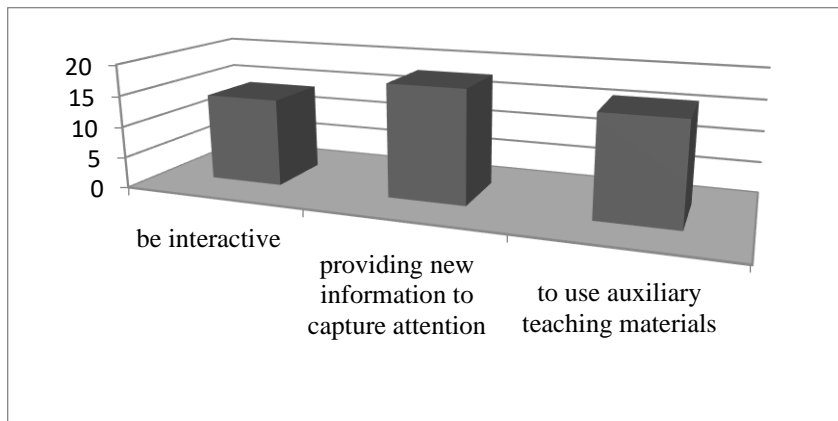 20
15
10
5
0
be interactive
providing new
information to
capture attention
to use auxiliary
teaching materials